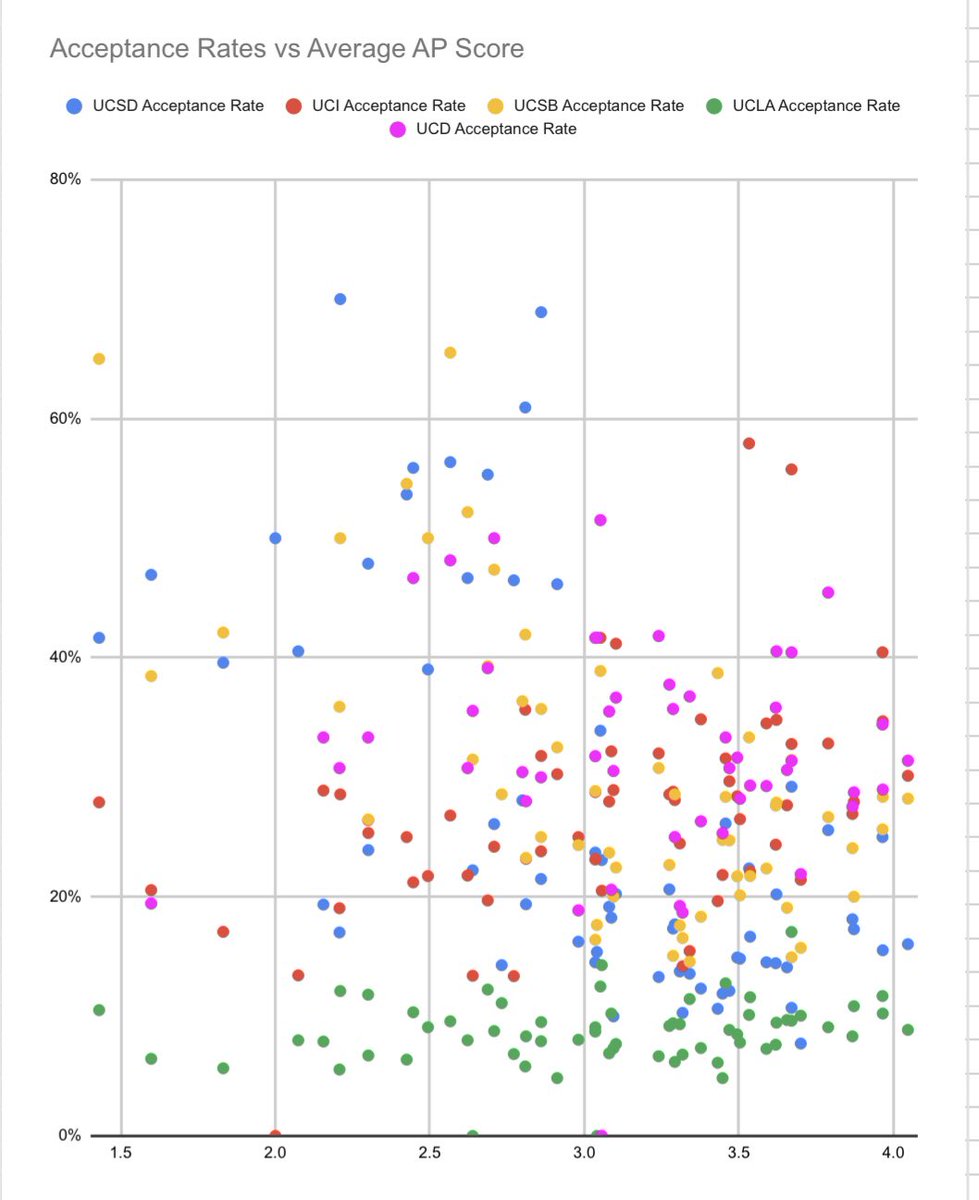 Acceptance Rates vs Average AP Score
UCSD Acceptance Rate UCI Acceptance Rate UCSB Acceptance Rate UCLA Acceptance Rate
UCD Acceptance Rate
80%
60%
40%
20%
0%
1.5 2.0 2.5 3.0 3.5 4.0